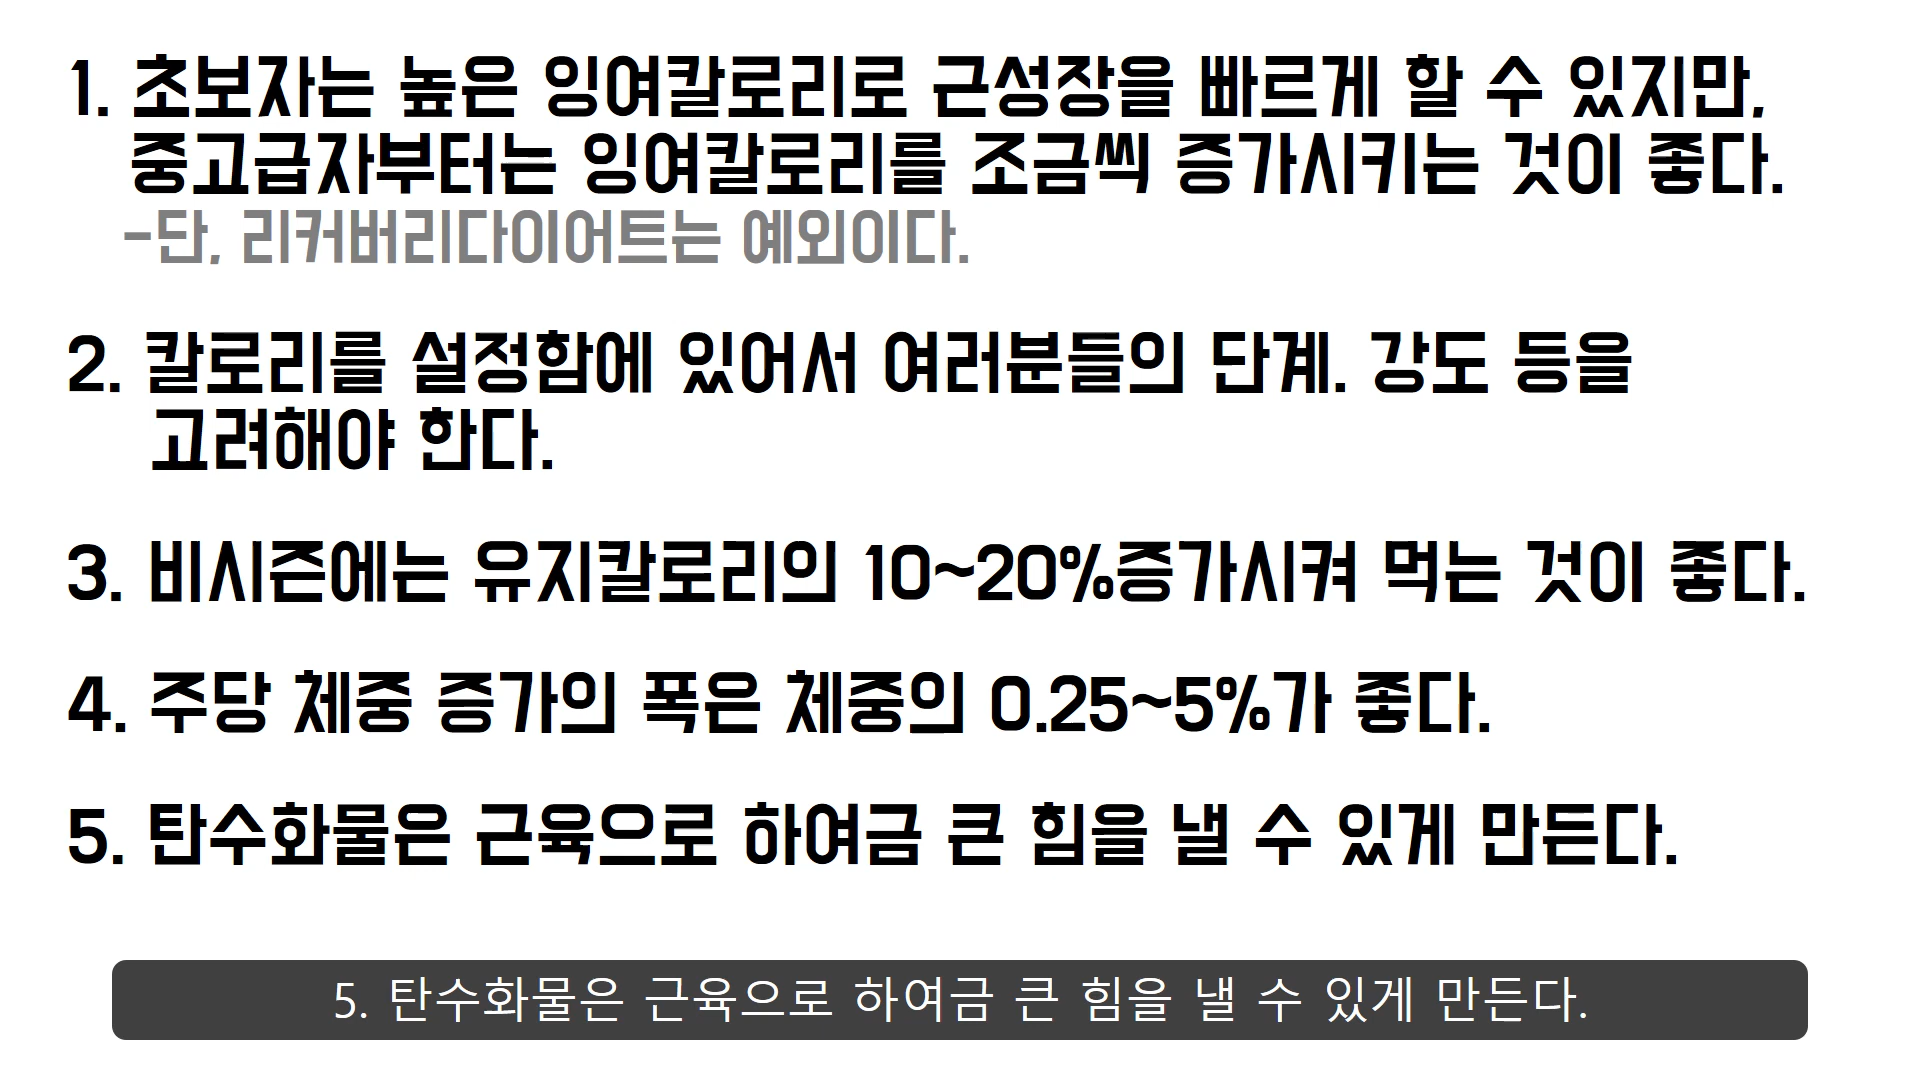 1. 초보자는 높은 잉여칼로리로 근성장을 빠르게 할 수 있지만,
중고급자부터는 잉여칼로리를 조금씩 증가시키는 것이 좋다.
-단, 리커버리다이어트는 예외이다.
2. 칼로리를 설정함에 있어서 여러분들의 단계. 강도 등을
고려해야 한다.
3. 비시즌에는 유지칼로리의 10~20%증가시켜 먹는 것이 좋다.
4. 주당 체중 증가의 폭은 체중의 0.25~5%가 좋다.
5. 탄수화물은 근육으로 하여금 큰 힘을 낼 수 있게 만든다.
5. 탄수화물은 근육으로 하여금 큰 힘을 낼 수 있게 만든다.